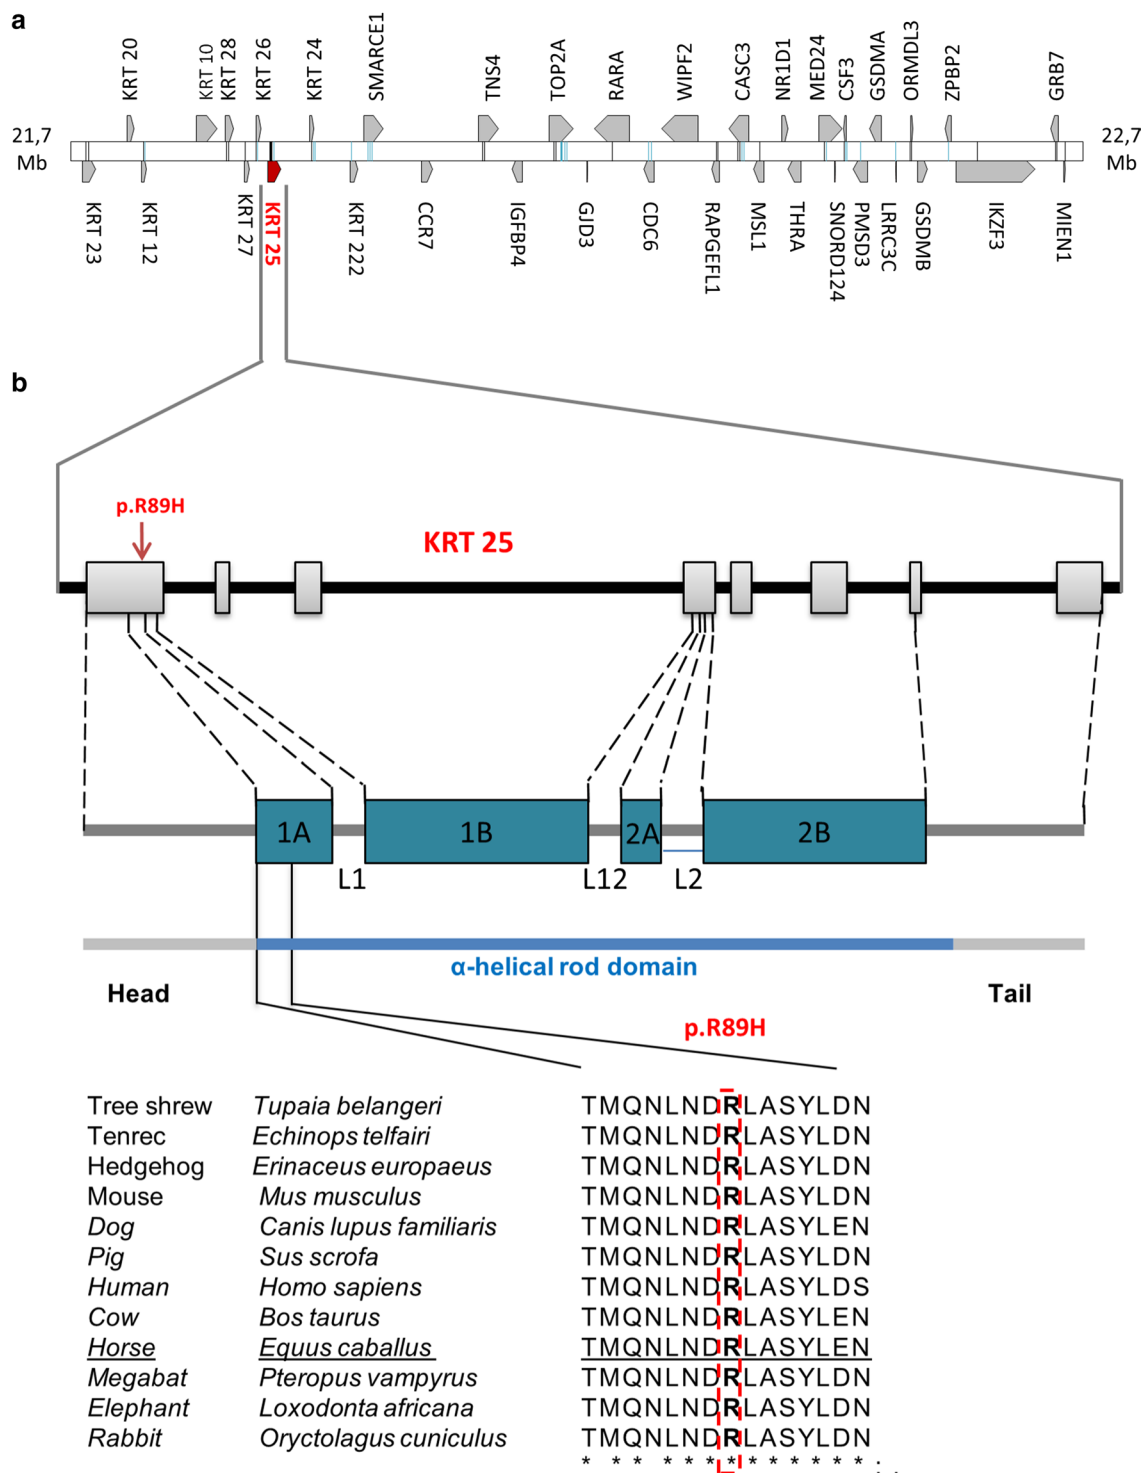 a
KRT 20
KRT 10
KRT 28
KRT 26
KRT 24
SMARCE1
TNS4
TOP2A
RARA
WIPF2
CASC3
NR1D1
MED24
CSF3
GSDMA
ORMDL3
ZPBP2
GRB7
21,7
Mb
22,7
Mb
KRT 23
KRT 12
KRT 27
KRT 25
KRT 222
CCR7
IGFBP4
GJD3
CDC6
RAPGEFL1
MSL1
THRA
SNORD124
PMSD3
LRRC3C
GSDMB
IKZF3
MIEN1
b
p.R89H
KRT 25
1A
1B
2A
2B
L1
L12
L2
α-helical rod domain
Head
Tail
p.R89H
Tree shrew Tupaia belangeri TMQNLNDRLASYLDN
Tenrec Echinops telfairi TMQNLNDRLASYLDN
Hedgehog Erinaceus europaeus TMQNLNDRLASYLDN
Mouse Mus musculus TMQNLNDRLASYLDN
Dog Canis lupus familiaris TMQNLNDRLASYLEN
Pig Sus scrofa TMQNLNDRLASYLDN
Human Homo sapiens TMQNLNDRLASYLDS
Cow Bos taurus TMQNLNDRLASYLEN
Horse Equus caballus TMQNLNDRLASYLEN
Megabat Pteropus vampyrus TMQNLNDRLASYLDN
Elephant Loxodonta africana TMQNLNDRLASYLDN
Rabbit Oryctolagus cuniculus TMQNLNDRLASYLDN
* * * * * * * * * * * * * : .